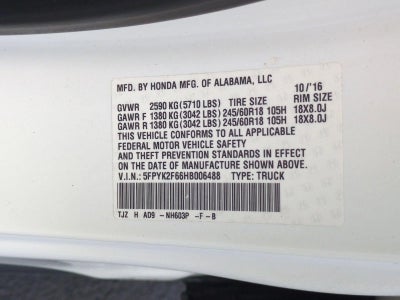 MFD. BY HONDA MFG. OF ALABAMA, LLC 10/'16
GVWR 2590 KG (5710 LBS) TIRE SIZE RIM SIZE
GAWR F 1380 KG (3042 LBS) 245/60R18 105H 18X8.0J
GAWR R 1380 KG (3042 LBS) 245/60R18 105H 18X8.0J
THIS VEHICLE CONFORMS TO ALL APPLICABLE
FEDERAL MOTOR VEHICLE SAFETY
AND THEFT PREVENTION STANDARDS IN EFFECT
ON THE DATE OF MANUFACTURE SHOWN ABOVE.
V.I.N.: 5FPYK2F66HB006488 TYPE: TRUCK
TJZ H A09 -NH603P -F -B